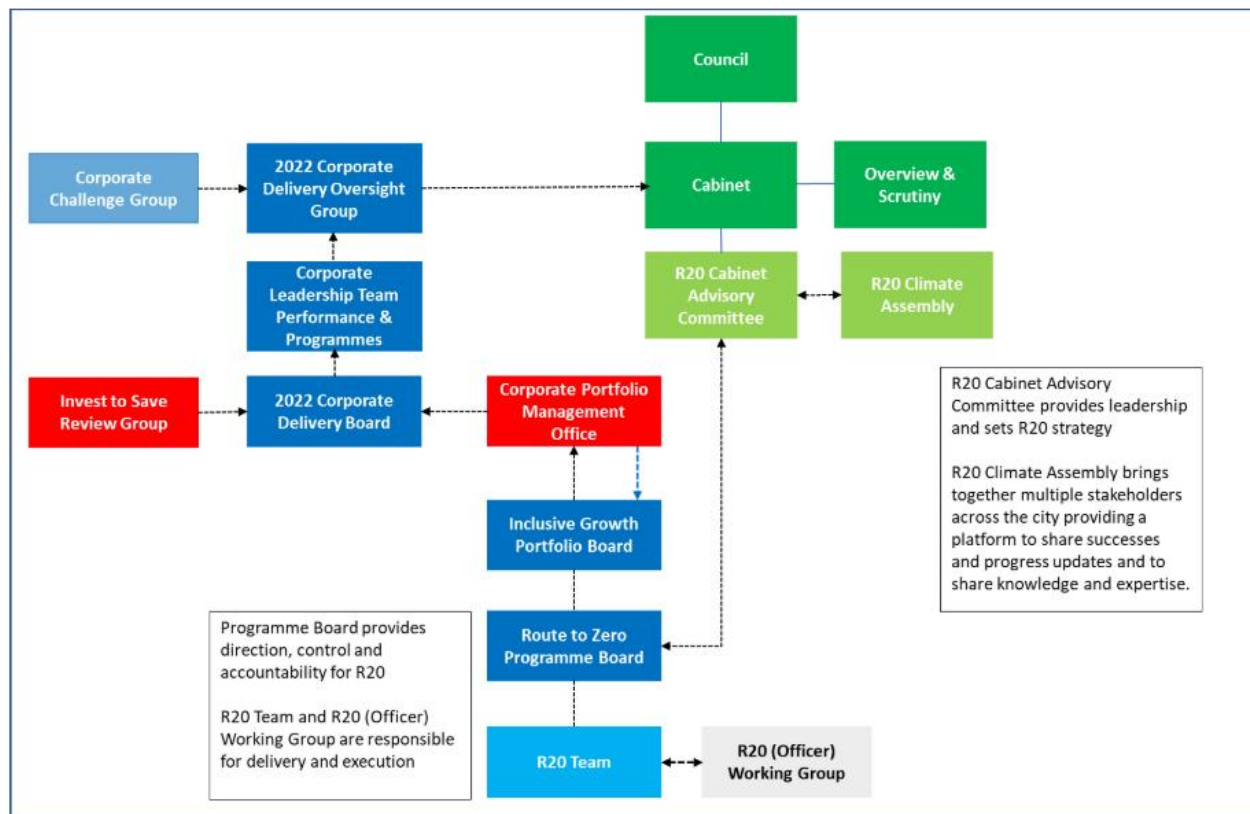 Council
Corporate
Challenge Group
2022 Corporate
Delivery Oversight
Group
Cabinet
Overview &
Scrutiny
Corporate
Leadership Team
Performance &
Programmes
R20 Cabinet
Advisory
Committee
R20 Climate
Assembly
Invest to Save
Review Group
2022 Corporate
Delivery Board
Corporate Portfolio
Management
Office
R20 Cabinet Advisory
Committee provides leadership
and sets R20 strategy
R20 Climate Assembly brings
together multiple stakeholders
across the city providing a
platform to share successes
and progress updates and to
share knowledge and expertise.
Inclusive Growth
Portfolio Board
Programme Board provides
direction, control and
accountability for R20
R20 Team and R20 (Officer)
Working Group are responsible
for delivery and execution
Route to Zero
Programme Board
R20 Team
R20 (Officer)
Working Group